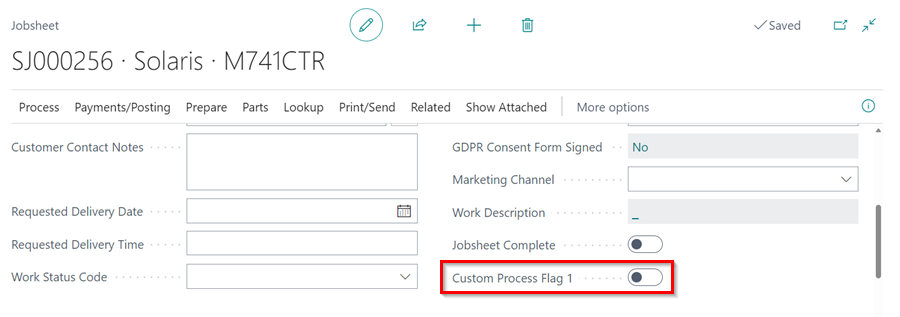 Jobsheet
Saved
SJ000256 · Solaris · M741CTR
Process Payments/Posting Prepare Parts Lookup Print/Send Related Show Attached More options
Customer Contact Notes
GDPR Consent Form Signed No
Marketing Channel
Requested Delivery Date
Work Description _
Requested Delivery Time
Jobsheet Complete
Work Status Code
Custom Process Flag 1